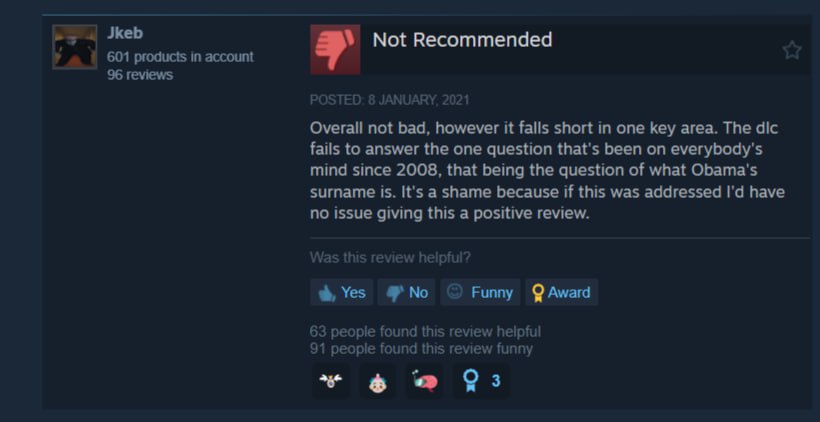 Jkeb
601 products in account
96 reviews
Not Recommended
POSTED: 8 JANUARY, 2021
Overall not bad, however it falls short in one key area. The dlc
fails to answer the one question that's been on everybody's
mind since 2008, that being the question of what Obama's
surname is. It's a shame because if this was addressed I'd have
no issue giving this a positive review.
Was this review helpful?
Yes No Funny Award
63 people found this review helpful
91 people found this review funny
3